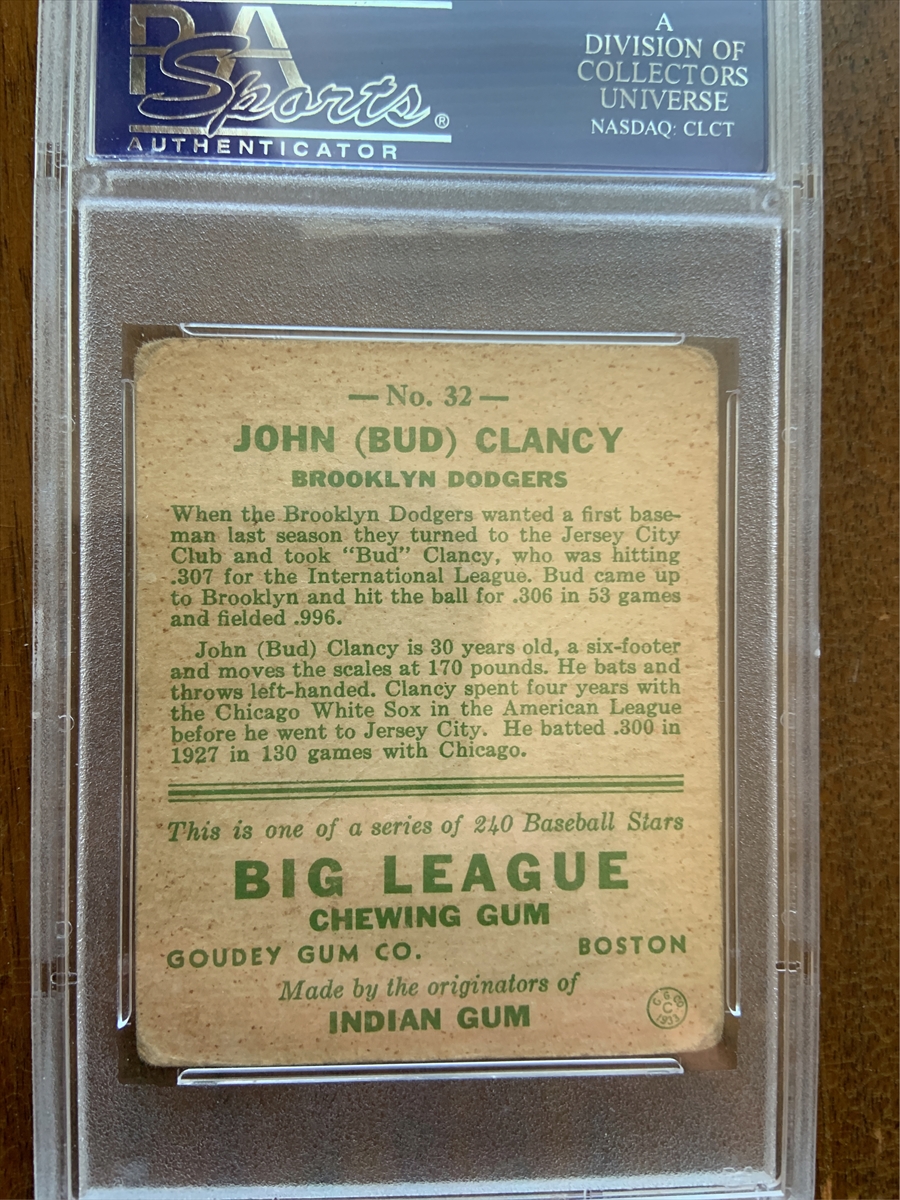 PSA
Sports®
AUTHENTICATOR
A
DIVISION OF
COLLECTORS
UNIVERSE
NASDAQ: CLCT
— No. 32 —
JOHN (BUD) CLANCY
BROOKLYN DODGERS
When the Brooklyn Dodgers wanted a first base-
man last season they turned to the Jersey City
Club and took "Bud" Clancy, who was hitting
.307 for the International League. Bud came up
to Brooklyn and hit the ball for .306 in 53 games
and fielded .996.
John (Bud) Clancy is 30 years old, a six-footer
and moves the scales at 170 pounds. He bats and
throws left-handed. Clancy spent four years with
the Chicago White Sox in the American League
before he went to Jersey City. He batted .300 in
1927 in 130 games with Chicago.
This is one of a series of 240 Baseball Stars
BIG LEAGUE
CHEWING GUM
GOUDEY GUM CO. BOSTON
Made by the originators of
INDIAN GUM
C
1933